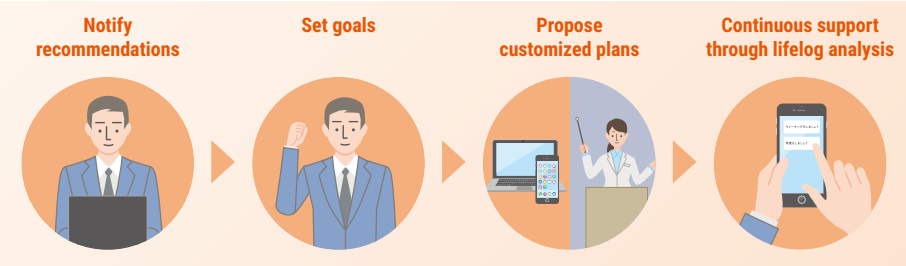 Notify
recommendations
Set goals
Propose
customized plans
Continuous support
through lifelog analysis